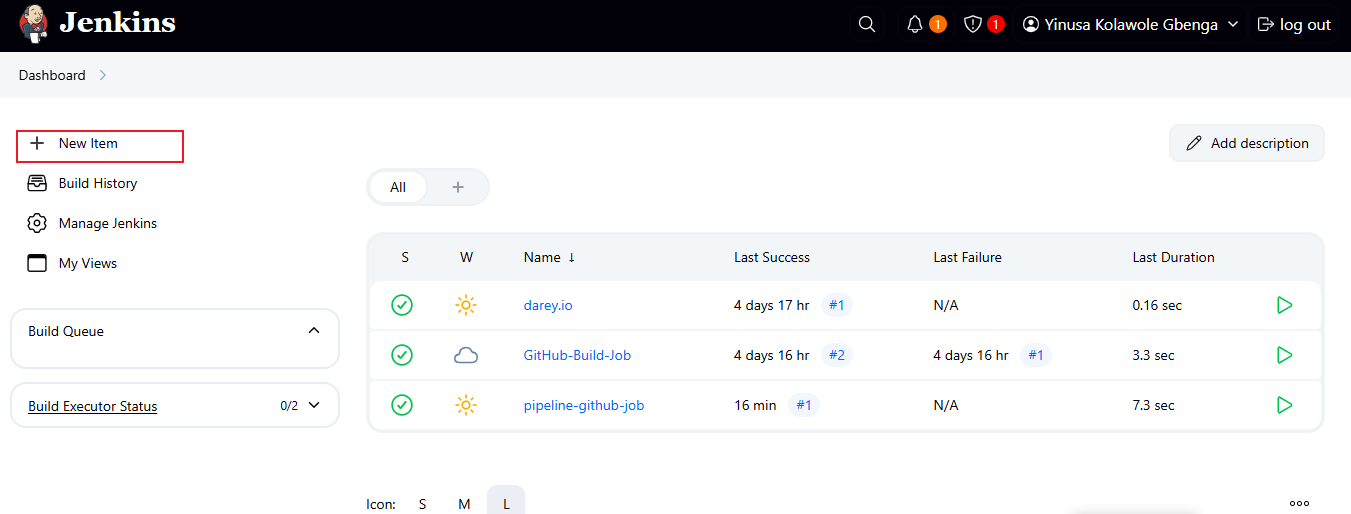 Jenkins
1
1
Yinusa Kolawole Gbenga
log out
Dashboard
New Item
Add description
Build History
All
+
Manage Jenkins
My Views
S W Name ↓ Last Success Last Failure Last Duration
darey.io 4 days 17 hr #1 N/A 0.16 sec
Build Queue
GitHub-Build-Job 4 days 16 hr #2 4 days 16 hr #1 3.3 sec
Build Executor Status 0/2
pipeline-github-job 16 min #1 N/A 7.3 sec
Icon: S M L